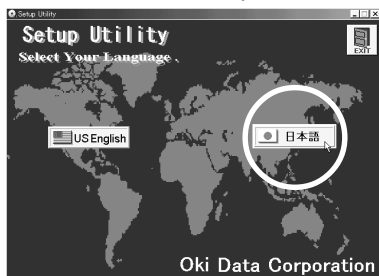 Setup Utility
Setup Utility
EXIT
Select Your Language .
US English
日本語
Oki Data Corporation